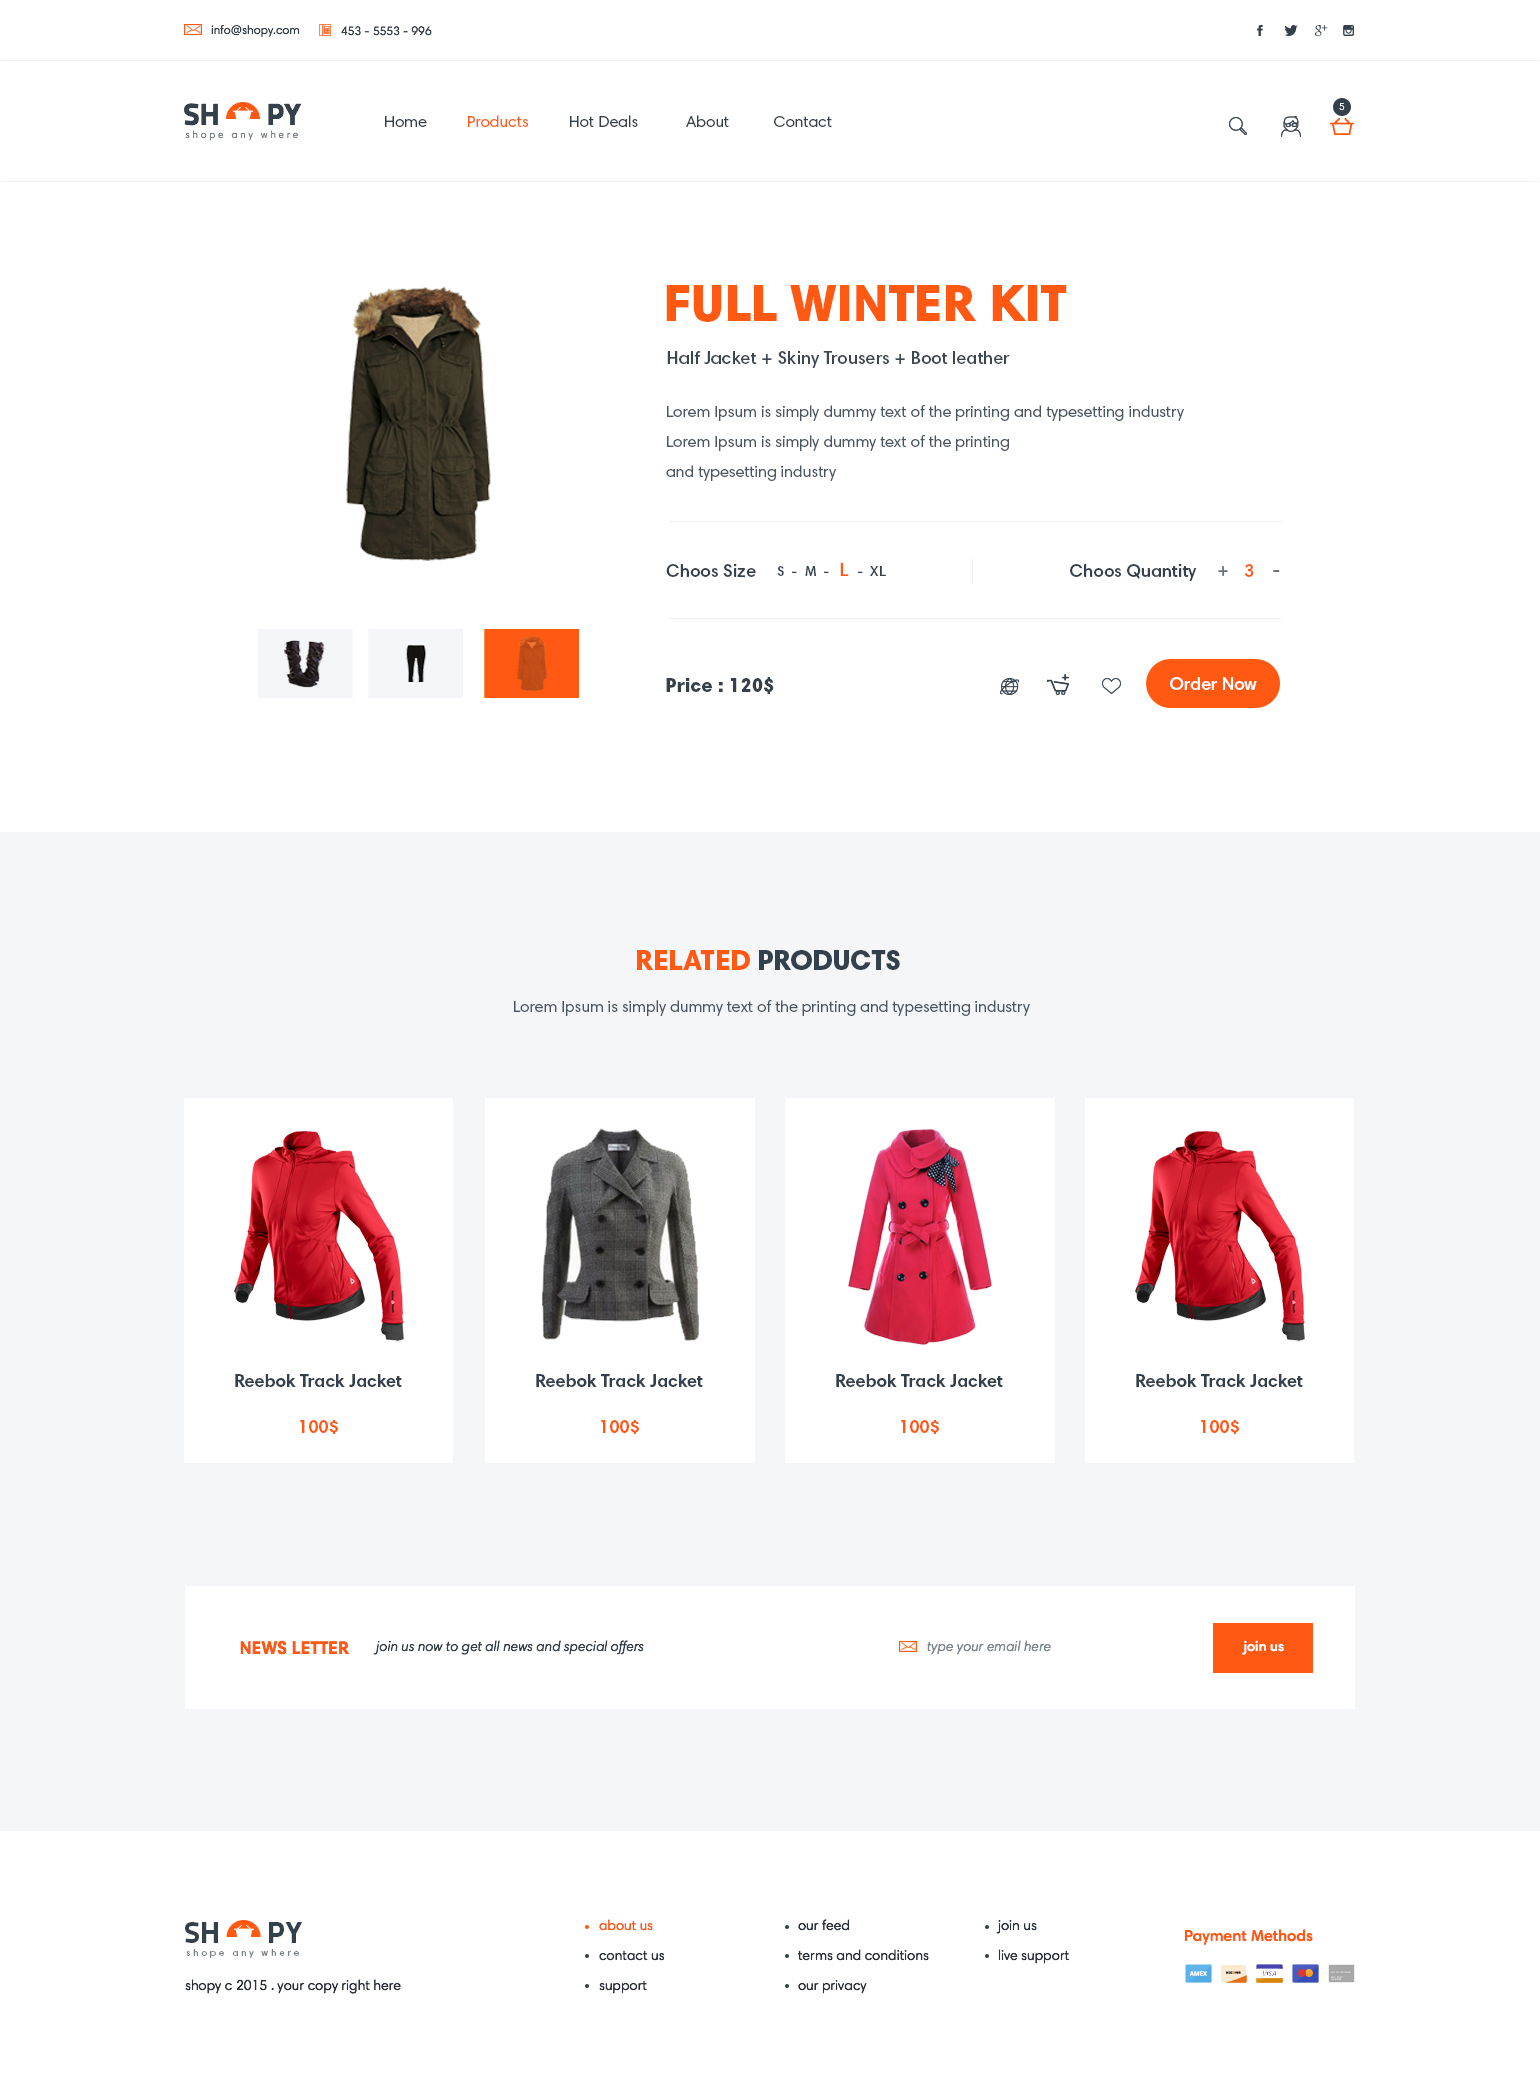 info@shopy.com 453 - 5553 - 996
SH PY
shope any where
Home Products Hot Deals About Contact
5
FULL WINTER KIT
Half Jacket + Skiny Trousers + Boot leather
Lorem Ipsum is simply dummy text of the printing and typesetting industry
Lorem Ipsum is simply dummy text of the printing
and typesetting industry
Choos Size S - M - L - XL Choos Quantity + 3 -
Price : 120$ Order Now
RELATED PRODUCTS
Lorem Ipsum is simply dummy text of the printing and typesetting industry
Reebok Track Jacket Reebok Track Jacket Reebok Track Jacket Reebok Track Jacket
100$ 100$ 100$ 100$
NEWS LETTER join us now to get all news and special offers type your email here join us
SH PY
shope any where
shopy c 2015 . your copy right here
• about us
• contact us
• support
• our feed
• terms and conditions
• our privacy
• join us
• live support
Payment Methods
AMEX VISA